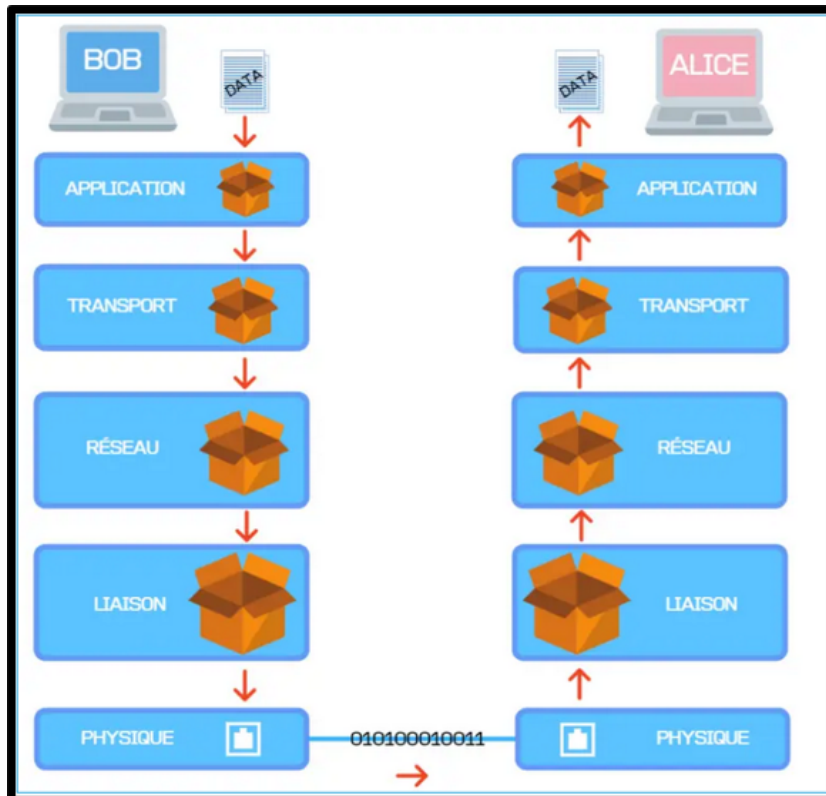 BOB
DATA
DATA
ALICE
APPLICATION
APPLICATION
TRANSPORT
TRANSPORT
RÉSEAU
RÉSEAU
LIAISON
LIAISON
PHYSIQUE
010100010011
PHYSIQUE